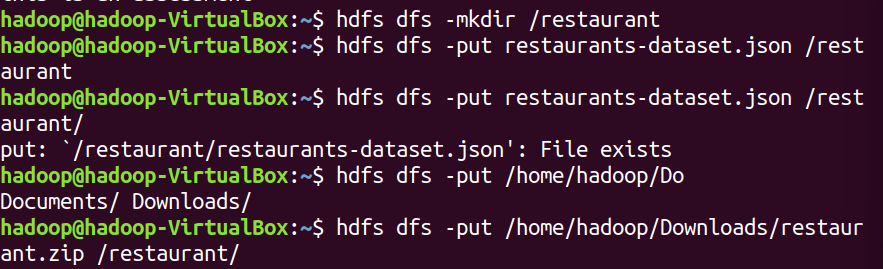 hadoop@hadoop-VirtualBox:~$ hdfs dfs -mkdir /restaurant
hadoop@hadoop-VirtualBox:~$ hdfs dfs -put restaurants-dataset.json /rest
aurant
hadoop@hadoop-VirtualBox:~$ hdfs dfs -put restaurants-dataset.json /rest
aurant/
put: `/restaurant/restaurants-dataset.json': File exists
hadoop@hadoop-VirtualBox:~$ hdfs dfs -put /home/hadoop/Do
Documents/ Downloads/
hadoop@hadoop-VirtualBox:~$ hdfs dfs -put /home/hadoop/Downloads/restaur
ant.zip /restaurant/